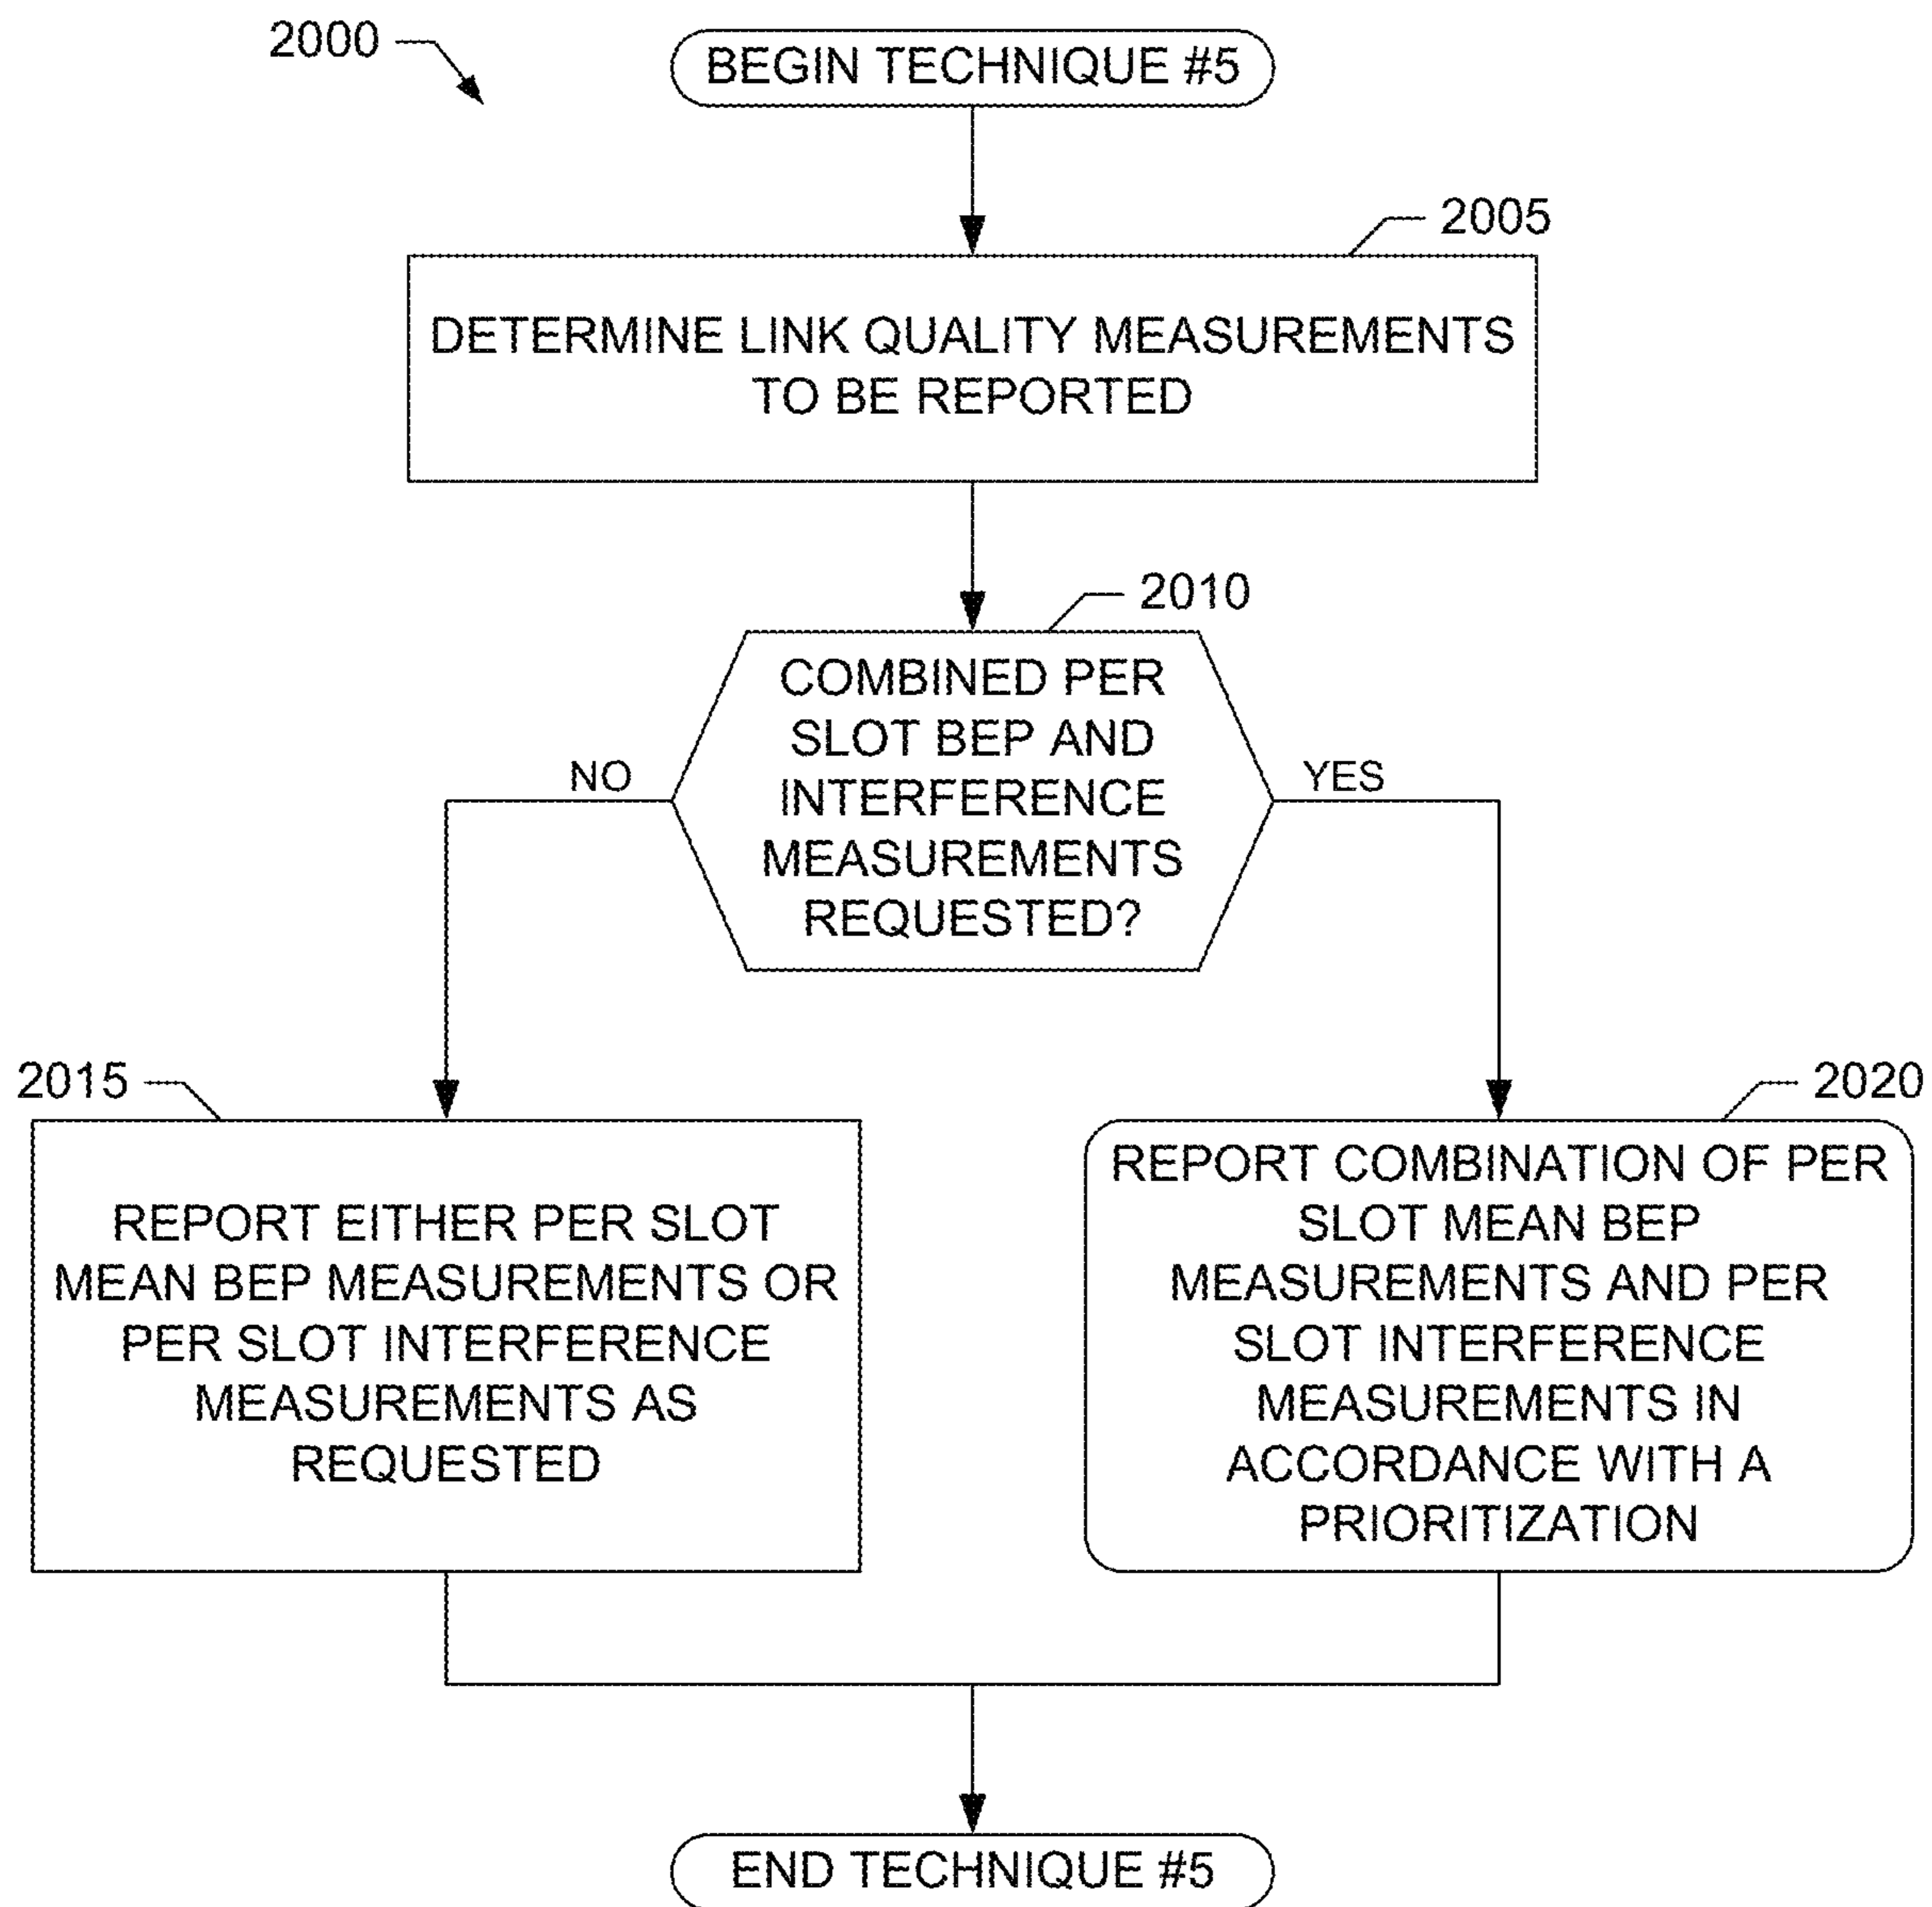 2000
BEGIN TECHNIQUE #5
2005
DETERMINE LINK QUALITY MEASUREMENTS
TO BE REPORTED
2010
COMBINED PER
SLOT BEP AND
INTERFERENCE
MEASUREMENTS
REQUESTED?
NO
YES
2015
REPORT EITHER PER SLOT
MEAN BEP MEASUREMENTS OR
PER SLOT INTERFERENCE
MEASUREMENTS AS
REQUESTED
2020
REPORT COMBINATION OF PER
SLOT MEAN BEP
MEASUREMENTS AND PER
SLOT INTERFERENCE
MEASUREMENTS IN
ACCORDANCE WITH A
PRIORITIZATION
END TECHNIQUE #5